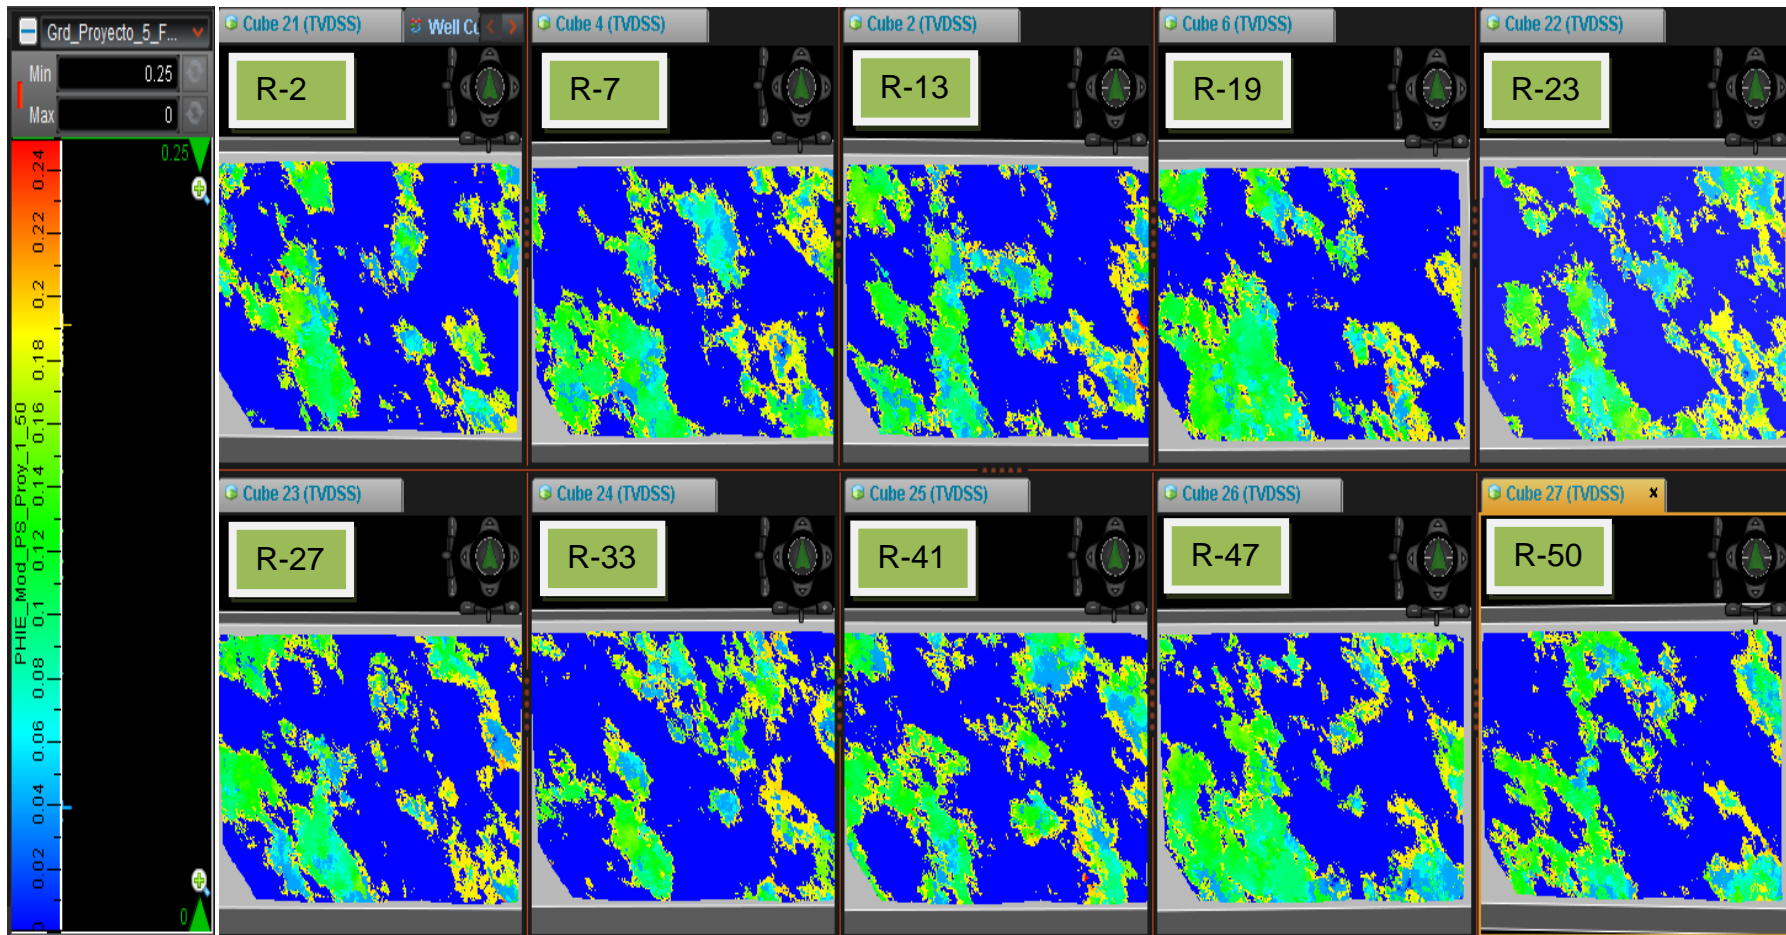 Grd_Proyecto_5_F...
Min 0.25
Max 0
0.25
0.24
0.22
0.2
0.18
0.16
0.14
0.12
0.1
0.08
0.06
0.04
0.02
0
PHIE_Mod_PS_Proy_1_50
0
Cube 21 (TVDSS)
Well Cu
R-2
Cube 4 (TVDSS)
R-7
Cube 2 (TVDSS)
R-13
Cube 6 (TVDSS)
R-19
Cube 22 (TVDSS)
R-23
Cube 23 (TVDSS)
R-27
Cube 24 (TVDSS)
R-33
Cube 25 (TVDSS)
R-41
Cube 26 (TVDSS)
R-47
Cube 27 (TVDSS) x
R-50